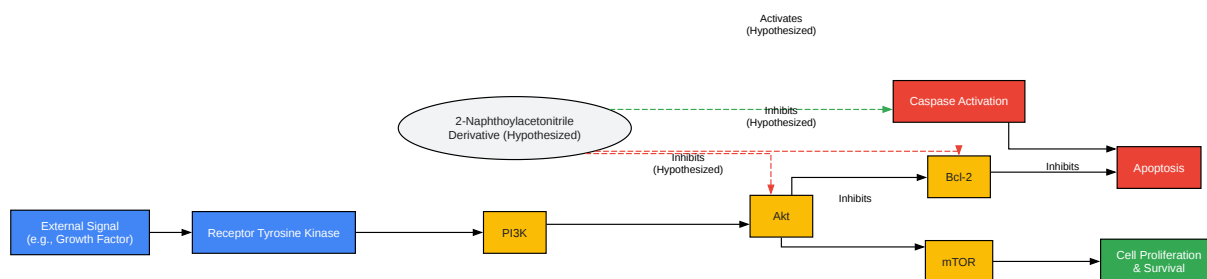 Activates
(Hypothesized)
Caspase Activation
Inhibits
(Hypothesized)
2-Naphthoylacetonitrile
Derivative (Hypothesized)
Inhibits
(Hypothesized)
Bcl-2
Inhibits
Apoptosis
Inhibits
Akt
External Signal
(e.g., Growth Factor)
Receptor Tyrosine Kinase
PI3K
mTOR
Cell Proliferation
& Survival